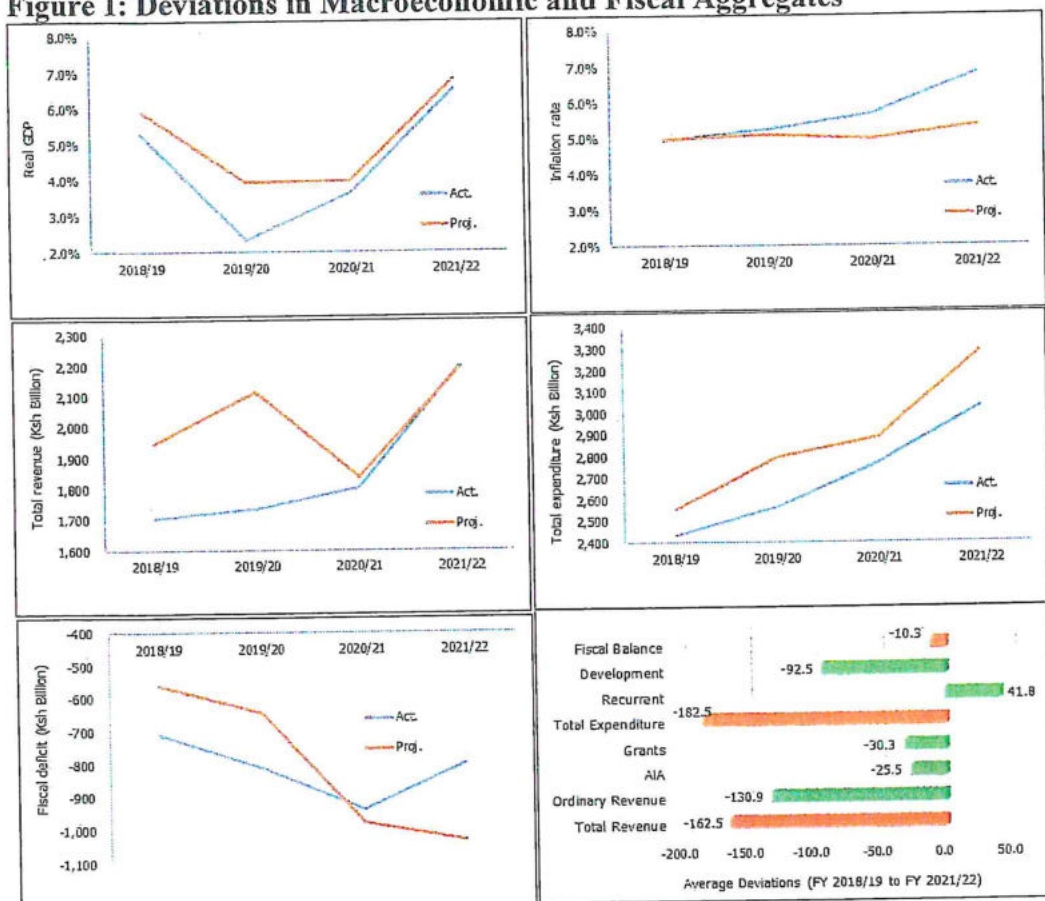 Figure 1: Deviations in Macroeconomic and Fiscal Aggregates
8.0%
7.0%
6.0%
5.0%
4.0%
3.0%
2.0%
Real GDP
Act.
Proj.
2018/19 2019/20 2020/21 2021/22
8.0%
7.0%
6.0%
5.0%
4.0%
3.0%
2.0%
Inflation rate
Act.
Proj.
2018/19 2019/20 2020/21 2021/22
2,300
2,200
2,100
2,000
1,900
1,800
1,700
1,600
Total revenue (Ksh Billion)
Act.
Proj.
2018/19 2019/20 2020/21 2021/22
3,400
3,300
3,200
3,100
3,000
2,900
2,800
2,700
2,600
2,500
2,400
Total expenditure (Ksh Billion)
Act.
Proj.
2018/19 2019/20 2020/21 2021/22
-400
-500
-600
-700
-800
-900
-1,000
-1,100
Fiscal deficit (Ksh Billion)
2018/19 2019/20 2020/21 2021/22
Act.
Proj.
Fiscal Balance -10.3
Development -92.5
Recurrant 41.8
Total Expenditure -182.5
Grants -30.3
AIA -25.5
Ordinary Revenue -130.9
Total Revenue -162.5
-200.0 -150.0 -100.0 -50.0 0.0 50.0
Average Deviations (FY 2018/19 to FY 2021/22)